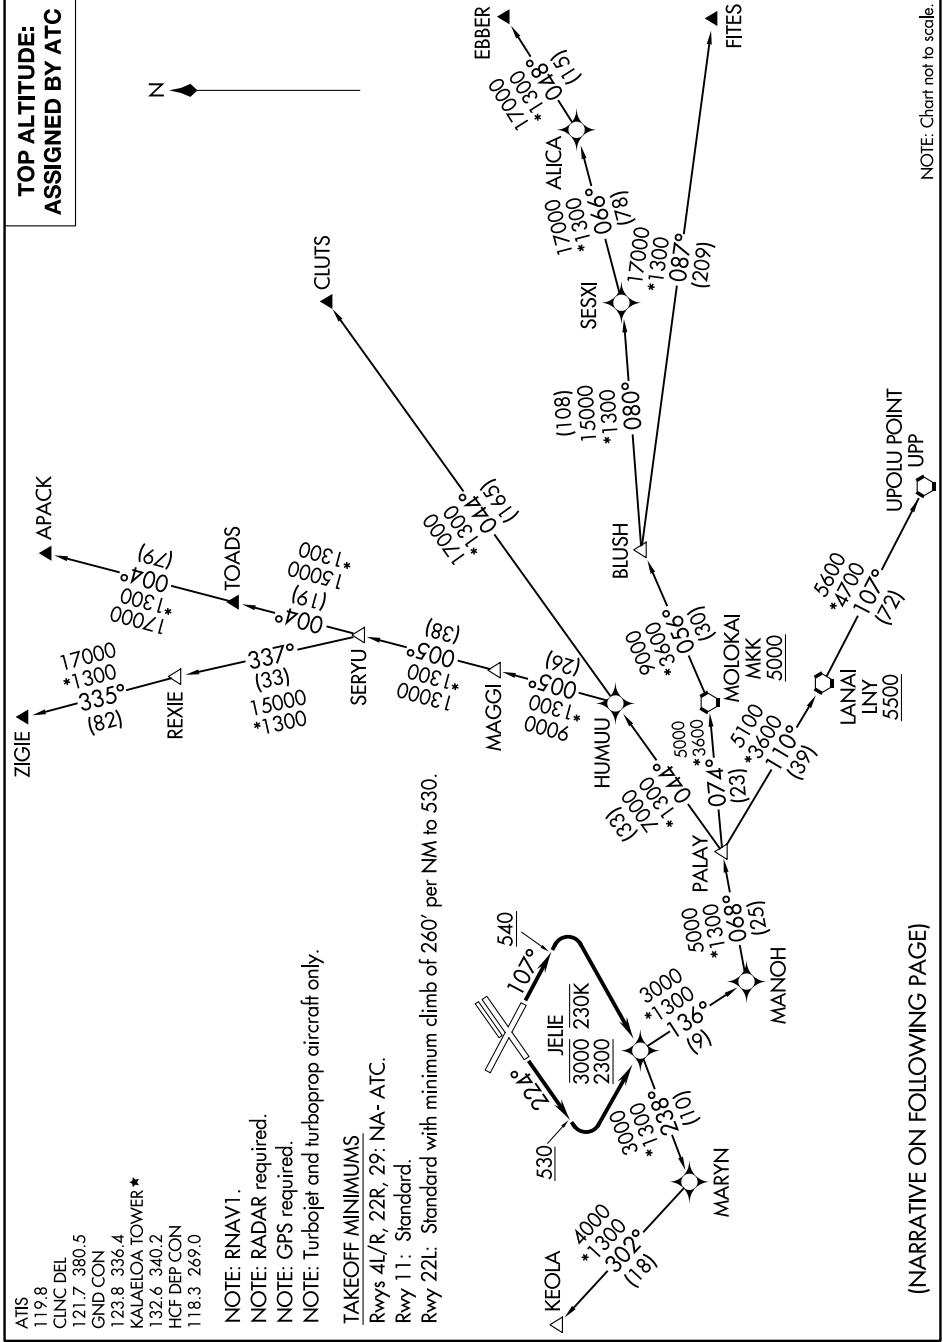 TOP ALTITUDE:
ASSIGNED BY ATC
ATIS
119.8
CLNC DEL
121.7 380.5
GND CON
123.8 336.4
KALAELOA TOWER★
132.6 340.2
HCF DEP CON
118.3 269.0
NOTE: RNAV1.
NOTE: RADAR required.
NOTE: GPS required.
NOTE: Turbojet and turboprop aircraft only.
TAKEOFF MINIMUMS
Rwys 4L/R, 22R, 29: NA- ATC.
Rwy 11: Standard.
Rwy 22L: Standard with minimum climb of 260' per NM to 530.
N
ZIGIE
17000
*1300
335°
(82)
REXIE
337°
(33)
15000
*1300
APACK
(79)
004°
*1300
17000
TOADS
(19)
004°
15000
*1300
SERYU
(38)
005°
*1300
13000
MAGGI
(26)
005°
*1300
9000
HUMUU
CLUTS
17000
*1300
044°
(165)
(33)
7000
*1300
044°
EBBER
17000
*1300
048°
(15)
ALICA
17000
*1300
066°
(78)
SESXI
(108)
15000
*1300
080°
FITES
17000
*1300
087°
(209)
BLUSH
9000
*3600
056°
(30)
MOLOKAI
MKK
5000
5000
*3600
074°
(23)
5100
*3600
110°
(39)
LANAI
LNY
5500
5600
*4700
107°
(72)
UPOLU POINT
UPP
PALAY
5000
*1300
068°
(25)
MANOH
3000
*1300
136°
(9)
540
107°
224°
530
JELIE
3000 230K
2300
3000
*1300
238°
(10)
MARYN
4000
*1300
302°
(18)
KEOLA
(NARRATIVE ON FOLLOWING PAGE)
NOTE: Chart not to scale.